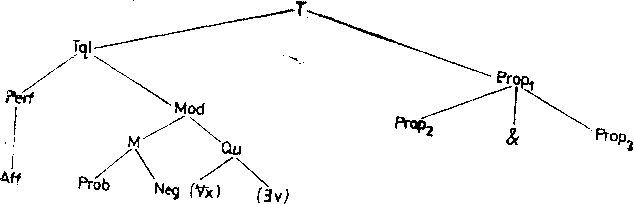 T
Tql Prop₁
Perf Mod Prop₂ & Prop₃
M Qu
Aff Prob Neg (∀x) (∃v)